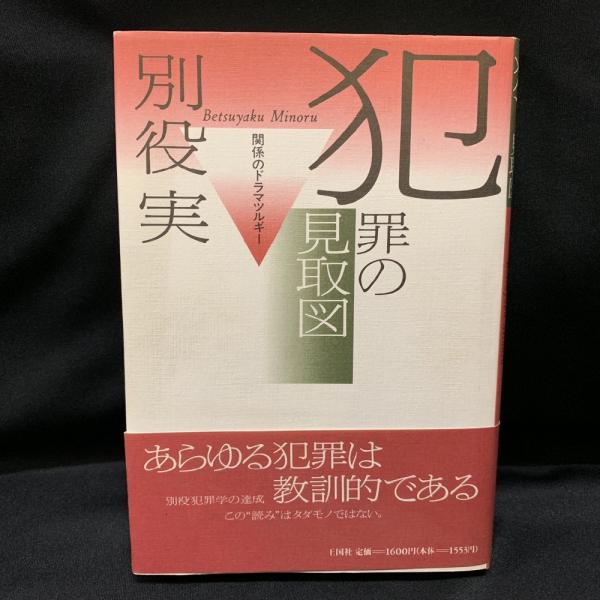 犯罪の見取図
関係のドラマツルギー
Betsuyaku Minoru
別役実
あらゆる犯罪は
教訓的である
別役犯罪学の達成
この“読み”はタダモノではない。
王国社 定価=1600円(本体=1553円)